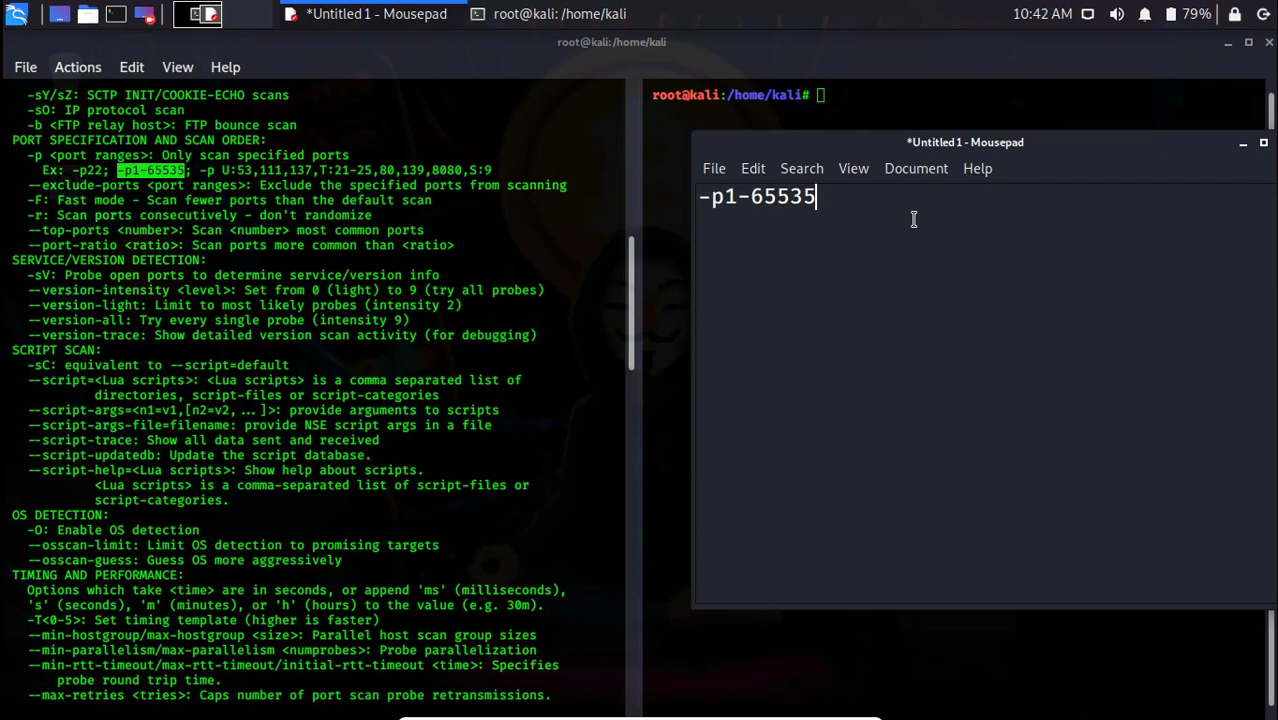 *Untitled 1 - Mousepad
root@kali: /home/kali
10:42 AM
79%
root@kali: /home/kali
File Actions Edit View Help
-sY/sZ: SCTP INIT/COOKIE-ECHO scans
-sO: IP protocol scan
-b <FTP relay host>: FTP bounce scan
PORT SPECIFICATION AND SCAN ORDER:
-p <port ranges>: Only scan specified ports
Ex: -p22; -p1-65535; -p U:53,111,137,T:21-25,80,139,8080,S:9
--exclude-ports <port ranges>: Exclude the specified ports from scanning
-F: Fast mode - Scan fewer ports than the default scan
-r: Scan ports consecutively - don't randomize
--top-ports <number>: Scan <number> most common ports
--port-ratio <ratio>: Scan ports more common than <ratio>
SERVICE/VERSION DETECTION:
-sV: Probe open ports to determine service/version info
--version-intensity <level>: Set from 0 (light) to 9 (try all probes)
--version-light: Limit to most likely probes (intensity 2)
--version-all: Try every single probe (intensity 9)
--version-trace: Show detailed version scan activity (for debugging)
SCRIPT SCAN:
-sC: equivalent to --script=default
--script=<Lua scripts>: <Lua scripts> is a comma separated list of
directories, script-files or script-categories
--script-args=<n1=v1,[n2=v2,...]>: provide arguments to scripts
--script-args-file=filename: provide NSE script args in a file
--script-trace: Show all data sent and received
--script-updatedb: Update the script database.
--script-help=<Lua scripts>: Show help about scripts.
<Lua scripts> is a comma-separated list of script-files or
script-categories.
OS DETECTION:
-O: Enable OS detection
--osscan-limit: Limit OS detection to promising targets
--osscan-guess: Guess OS more aggressively
TIMING AND PERFORMANCE:
Options which take <time> are in seconds, or append 'ms' (milliseconds),
's' (seconds), 'm' (minutes), or 'h' (hours) to the value (e.g. 30m).
-T<0-5>: Set timing template (higher is faster)
--min-hostgroup/max-hostgroup <size>: Parallel host scan group sizes
--min-parallelism/max-parallelism <numprobes>: Probe parallelization
--min-rtt-timeout/max-rtt-timeout/initial-rtt-timeout <time>: Specifies
probe round trip time.
--max-retries <tries>: Caps number of port scan probe retransmissions.
root@kali:/home/kali#
*Untitled 1 - Mousepad
File Edit Search View Document Help
-p1-65535